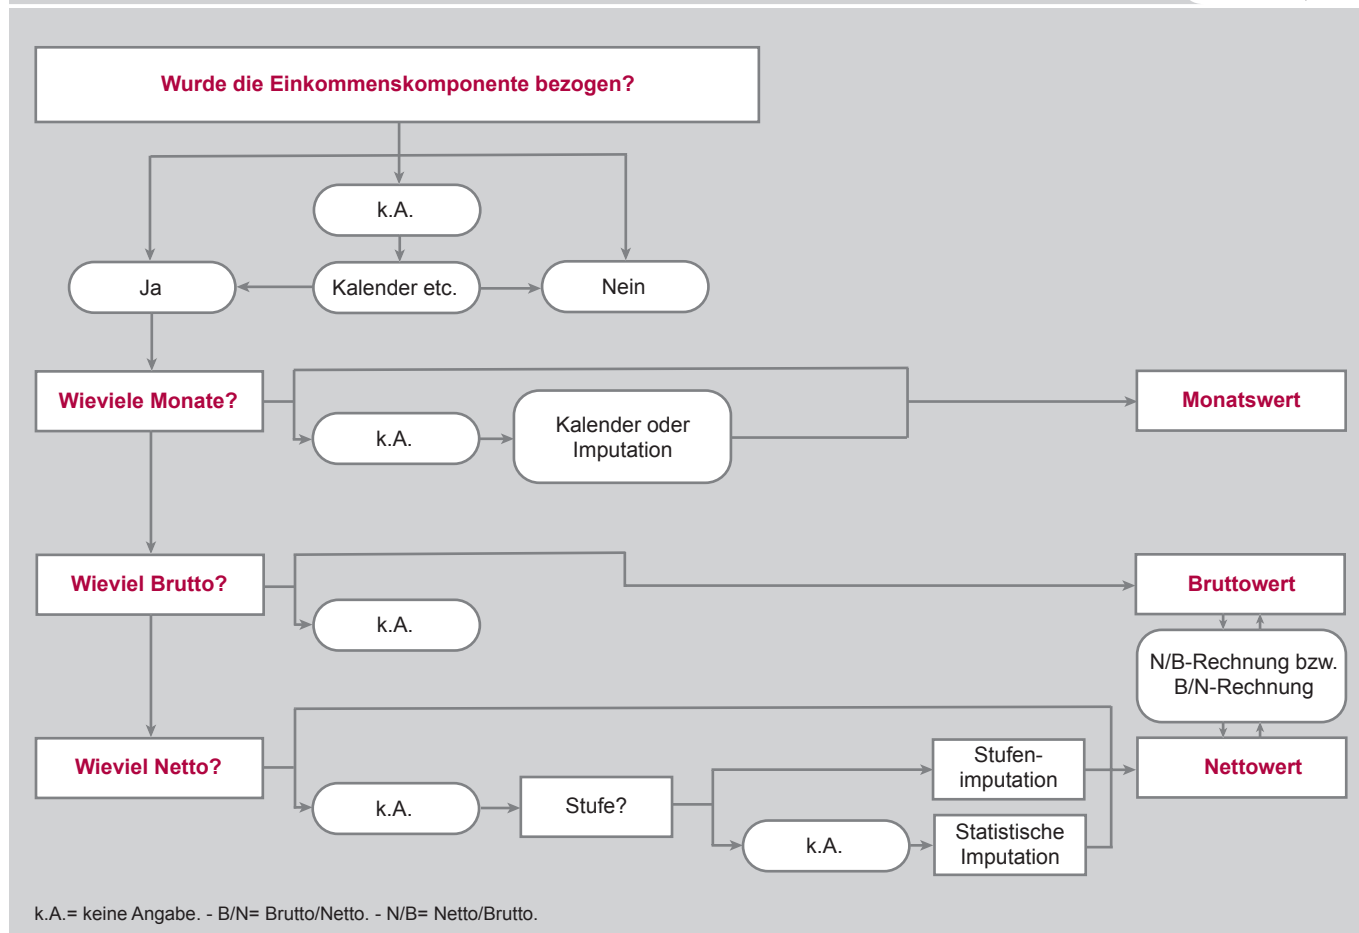 Wurde die Einkommenskomponente bezogen?
k.A.
Ja
Kalender etc.
Nein
Wieviele Monate?
k.A.
Kalender oder
Imputation
Monatswert
Wieviel Brutto?
k.A.
Bruttowert
N/B-Rechnung bzw.
B/N-Rechnung
Wieviel Netto?
k.A.
Stufe?
Stufen-
imputation
k.A.
Statistische
Imputation
Nettowert
k.A.= keine Angabe. - B/N= Brutto/Netto. - N/B= Netto/Brutto.